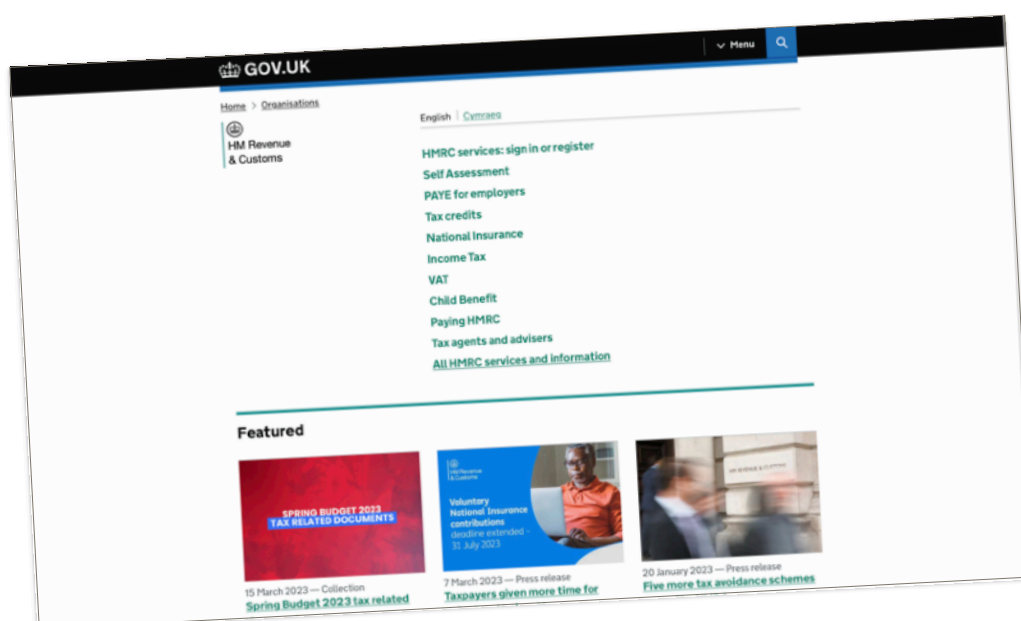 GOV.UK
Menu
Home > Organisations
HM Revenue
& Customs
English | Cymraeg
HMRC services: sign in or register
Self Assessment
PAYE for employers
Tax credits
National Insurance
Income Tax
VAT
Child Benefit
Paying HMRC
Tax agents and advisers
All HMRC services and information
Featured
SPRING BUDGET 2023
TAX RELATED DOCUMENTS
HM Revenue
& Customs
Voluntary
National Insurance
contributions
deadline extended -
31 July 2023
HM REVENUE & CUSTOMS
15 March 2023 — Collection
Spring Budget 2023 tax related
7 March 2023 — Press release
Taxpayers given more time for
20 January 2023 — Press release
Five more tax avoidance schemes